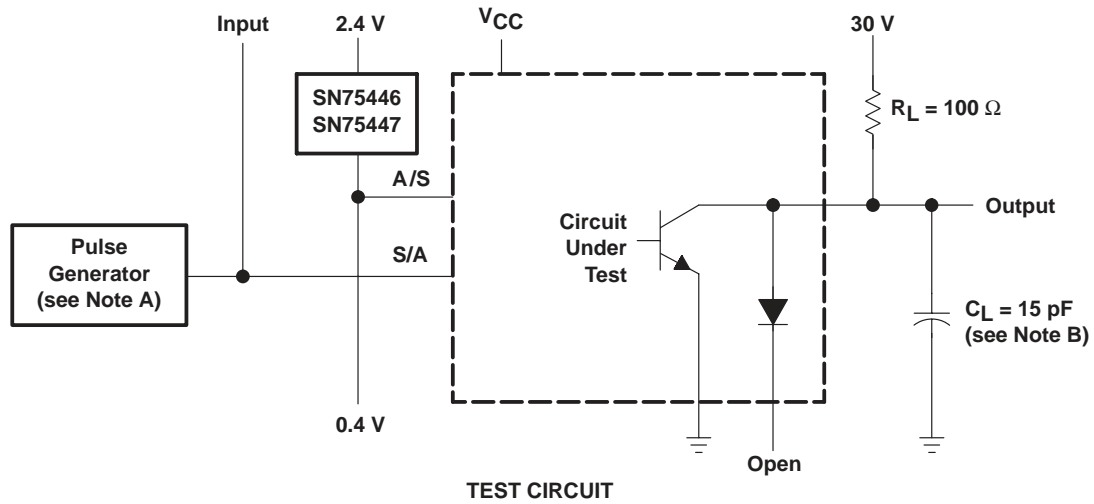 Input
2.4 V
VCC
30 V
SN75446
SN75447
RL = 100 Ω
A/S
Circuit
Under
Test
Output
Pulse
Generator
(see Note A)
S/A
CL = 15 pF
(see Note B)
0.4 V
Open
TEST CIRCUIT